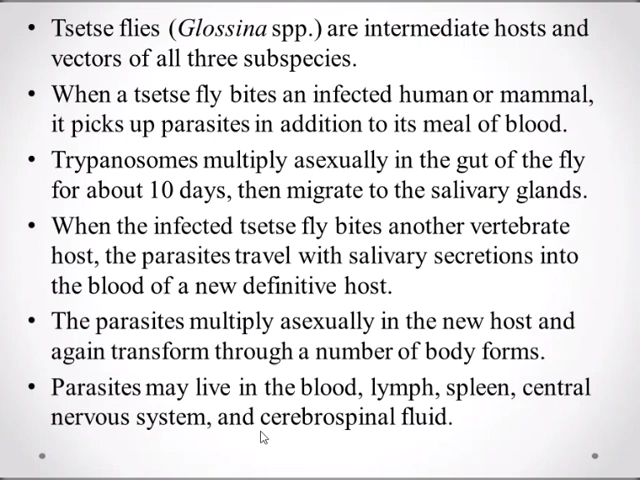 • Tsetse flies (Glossina spp.) are intermediate hosts and
vectors of all three subspecies.
• When a tsetse fly bites an infected human or mammal,
it picks up parasites in addition to its meal of blood.
• Trypanosomes multiply asexually in the gut of the fly
for about 10 days, then migrate to the salivary glands.
• When the infected tsetse fly bites another vertebrate
host, the parasites travel with salivary secretions into
the blood of a new definitive host.
• The parasites multiply asexually in the new host and
again transform through a number of body forms.
• Parasites may live in the blood, lymph, spleen, central
nervous system, and cerebrospinal fluid.